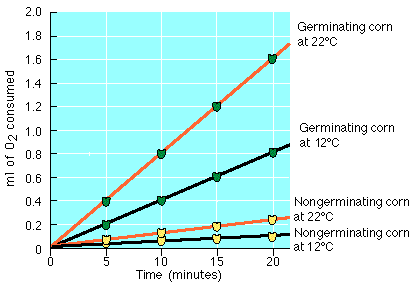 2.0
1.8
1.6
1.4
1.2
1.0
0.8
0.6
0.4
0.2
0
ml of O2 consumed
0 5 10 15 20
Time (minutes)
Germinating corn
at 22°C
Germinating corn
at 12°C
Nongerminating corn
at 22°C
Nongerminating corn
at 12°C